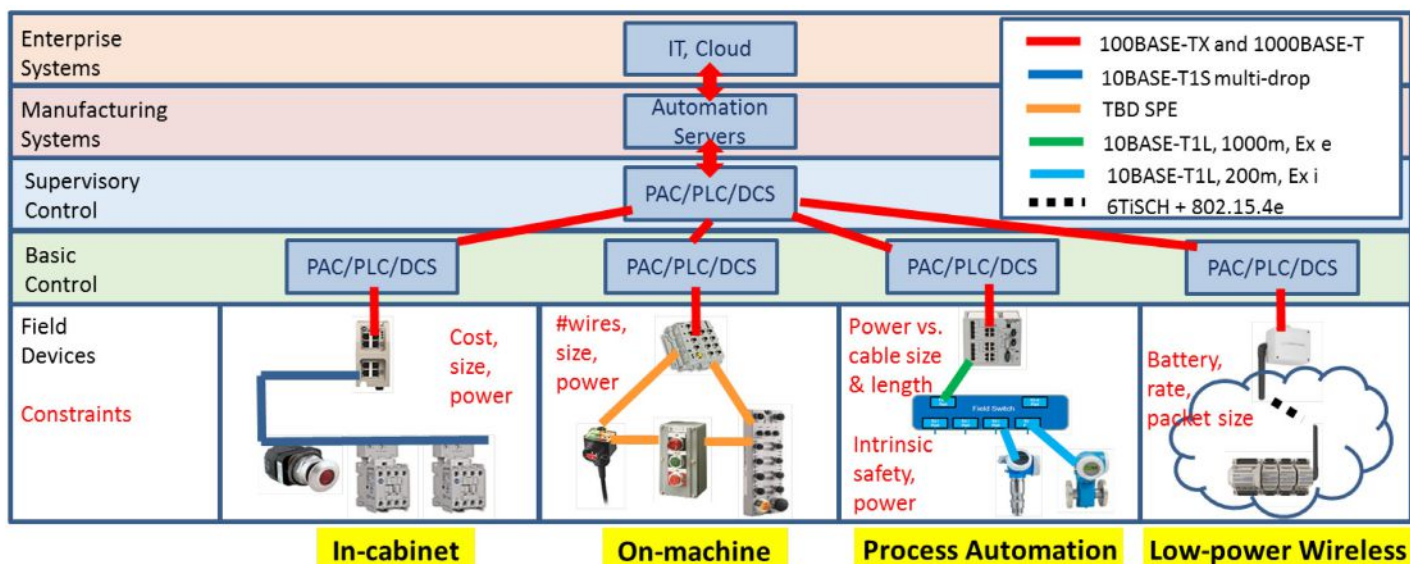 Enterprise
Systems
IT, Cloud
100BASE-TX and 1000BASE-T
10BASE-T1S multi-drop
TBD SPE
10BASE-T1L, 1000m, Ex e
10BASE-T1L, 200m, Ex i
6TiSCH + 802.15.4e
Manufacturing
Systems
Automation
Servers
Supervisory
Control
PAC/PLC/DCS
Basic
Control
PAC/PLC/DCS
PAC/PLC/DCS
PAC/PLC/DCS
PAC/PLC/DCS
Field
Devices
Constraints
Cost,
size,
power
#wires,
size,
power
Power vs.
cable size
& length
Field Switch
Intrinsic
safety,
power
Battery,
rate,
packet size
In-cabinet
On-machine
Process Automation
Low-power Wireless